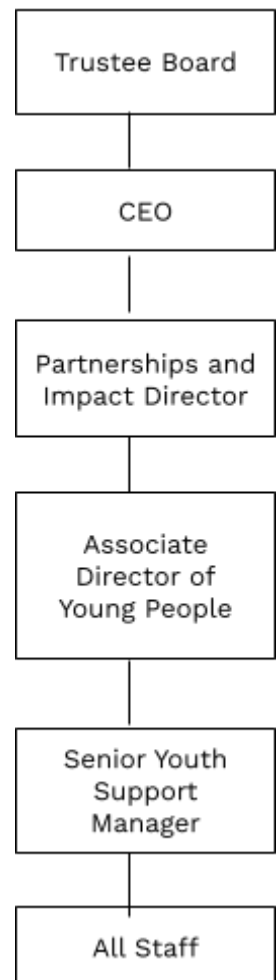 Trustee Board
CEO
Partnerships and
Impact Director
Associate
Director of
Young People
Senior Youth
Support
Manager
All Staff